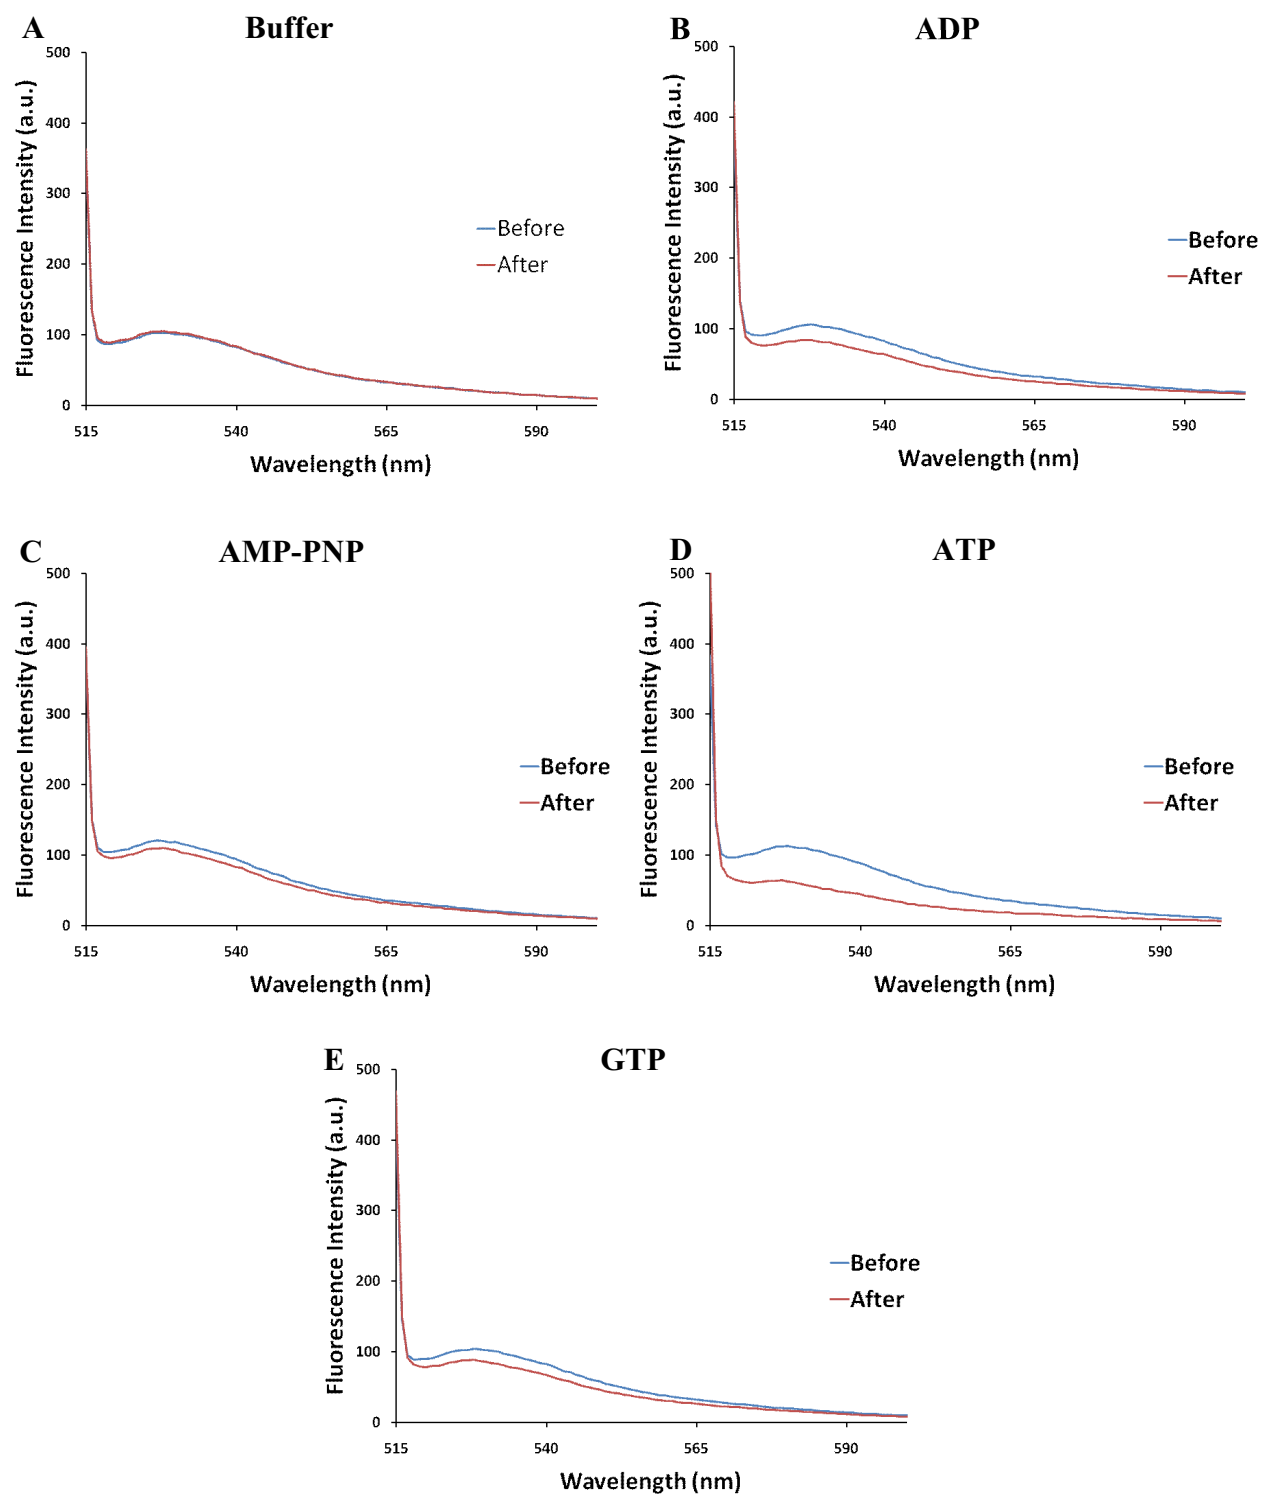 A Buffer
500
400
300
200
100
0
515 540 565 590
Fluorescence Intensity (a.u.)
Wavelength (nm)
Before
After
B ADP
500
400
300
200
100
0
515 540 565 590
Fluorescence Intensity (a.u.)
Wavelength (nm)
Before
After
C AMP-PNP
500
400
300
200
100
0
515 540 565 590
Fluorescence Intensity (a.u.)
Wavelength (nm)
Before
After
D ATP
500
400
300
200
100
0
515 540 565 590
Fluorescence Intensity (a.u.)
Wavelength (nm)
Before
After
E GTP
500
400
300
200
100
0
515 540 565 590
Fluorescence Intensity (a.u.)
Wavelength (nm)
Before
After